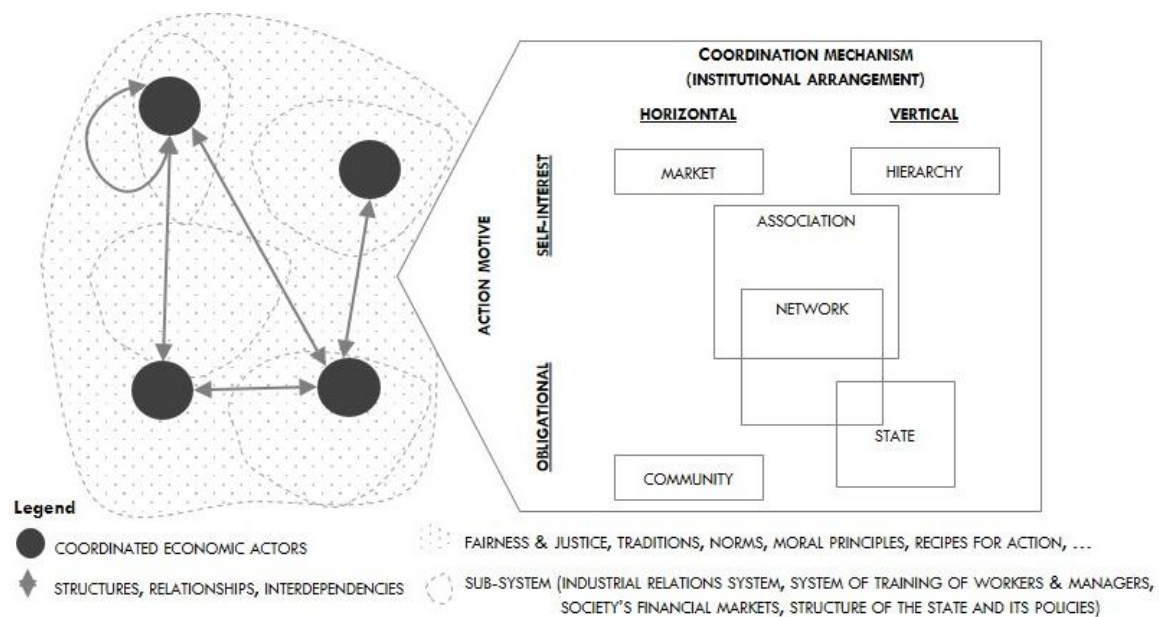 COORDINATION MECHANISM
(INSTITUTIONAL ARRANGEMENT)
HORIZONTAL
VERTICAL
ACTION MOTIVE
SELF-INTEREST
OBLIGATIONAL
MARKET
HIERARCHY
ASSOCIATION
NETWORK
STATE
COMMUNITY
Legend
COORDINATED ECONOMIC ACTORS
STRUCTURES, RELATIONSHIPS, INTERDEPENDENCIES
FAIRNESS & JUSTICE, TRADITIONS, NORMS, MORAL PRINCIPLES, RECIPES FOR ACTION, ...
SUB-SYSTEM (INDUSTRIAL RELATIONS SYSTEM, SYSTEM OF TRAINING OF WORKERS & MANAGERS,
SOCIETY'S FINANCIAL MARKETS, STRUCTURE OF THE STATE AND ITS POLICIES)